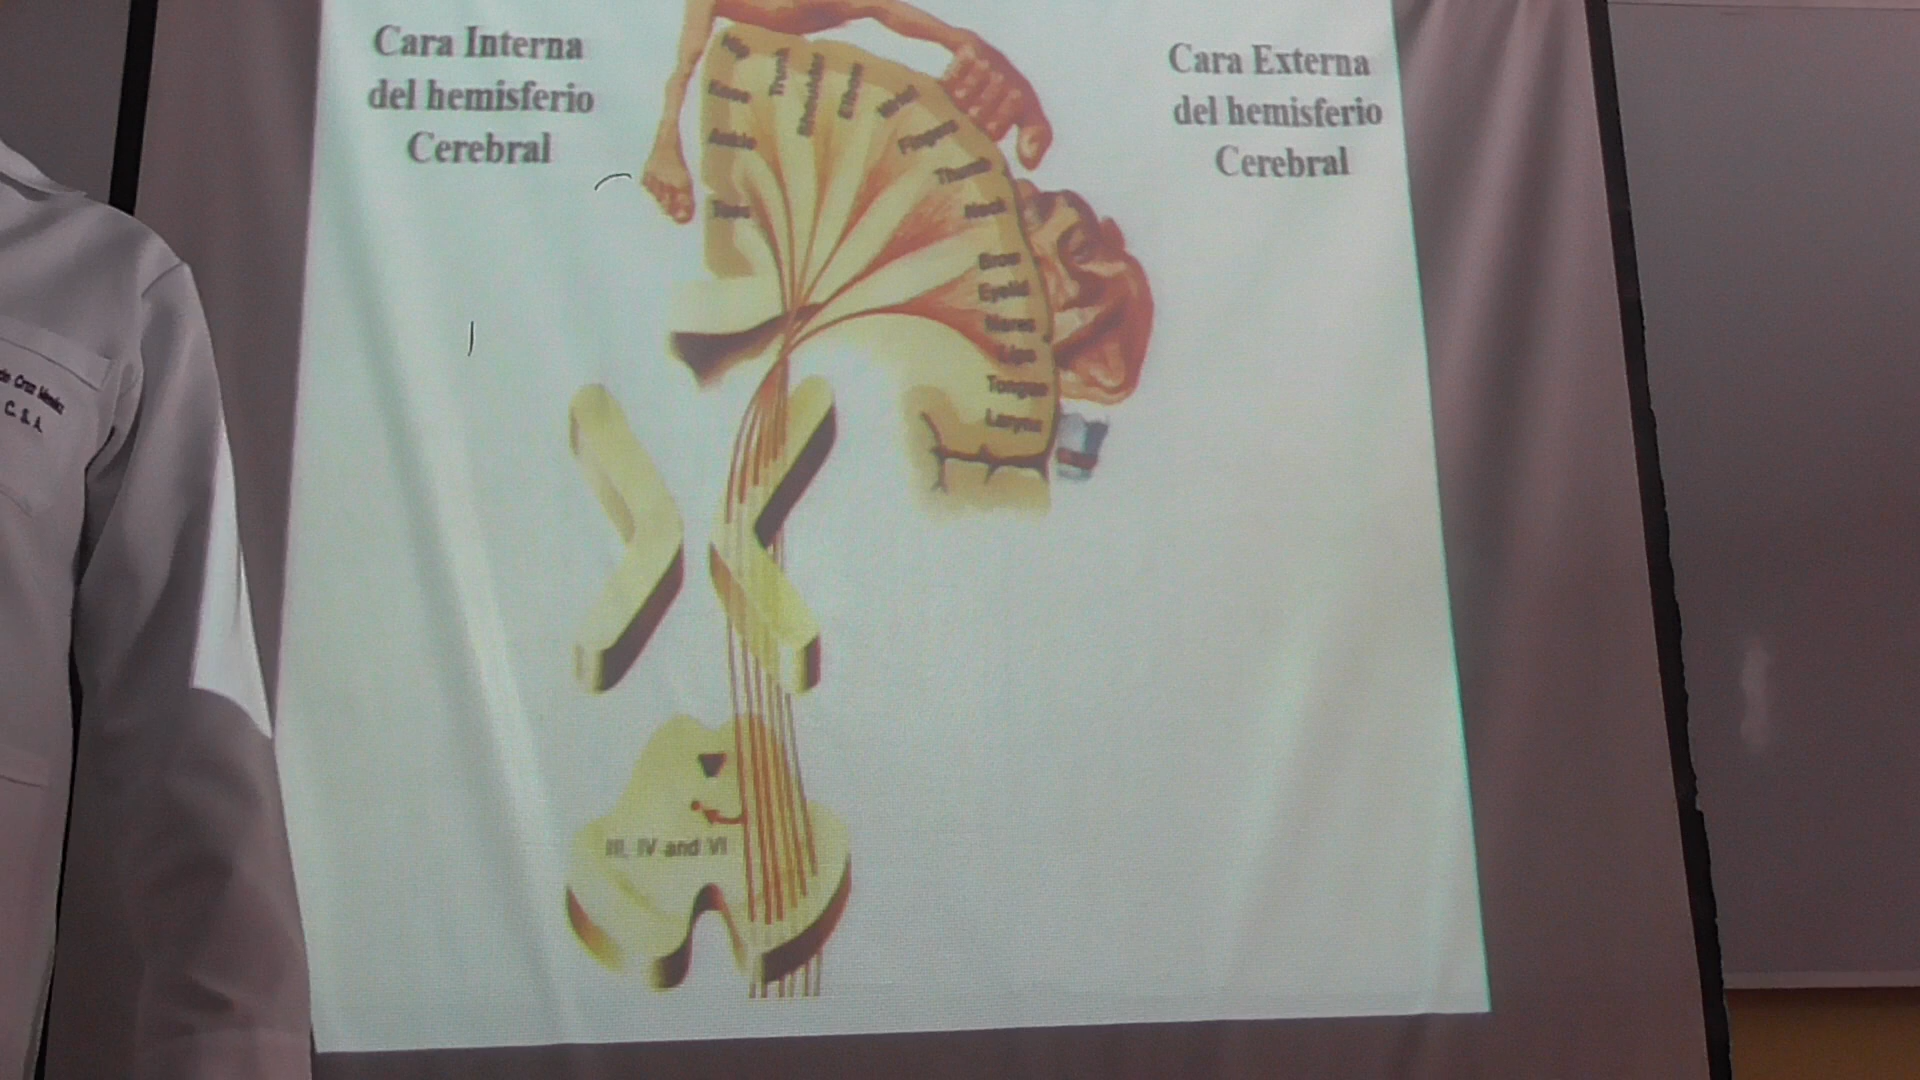 Cara Interna
del hemisferio
Cerebral
Cara Externa
del hemisferio
Cerebral
Hip
Knee
Ankle
Toes
Trunk
Shoulder
Elbow
Wrist
Fingers
Thumb
Neck
Brow
Eyelid
Nares
Lips
Tongue
Larynx
III, IV and VI
Cruz
C. S. A.